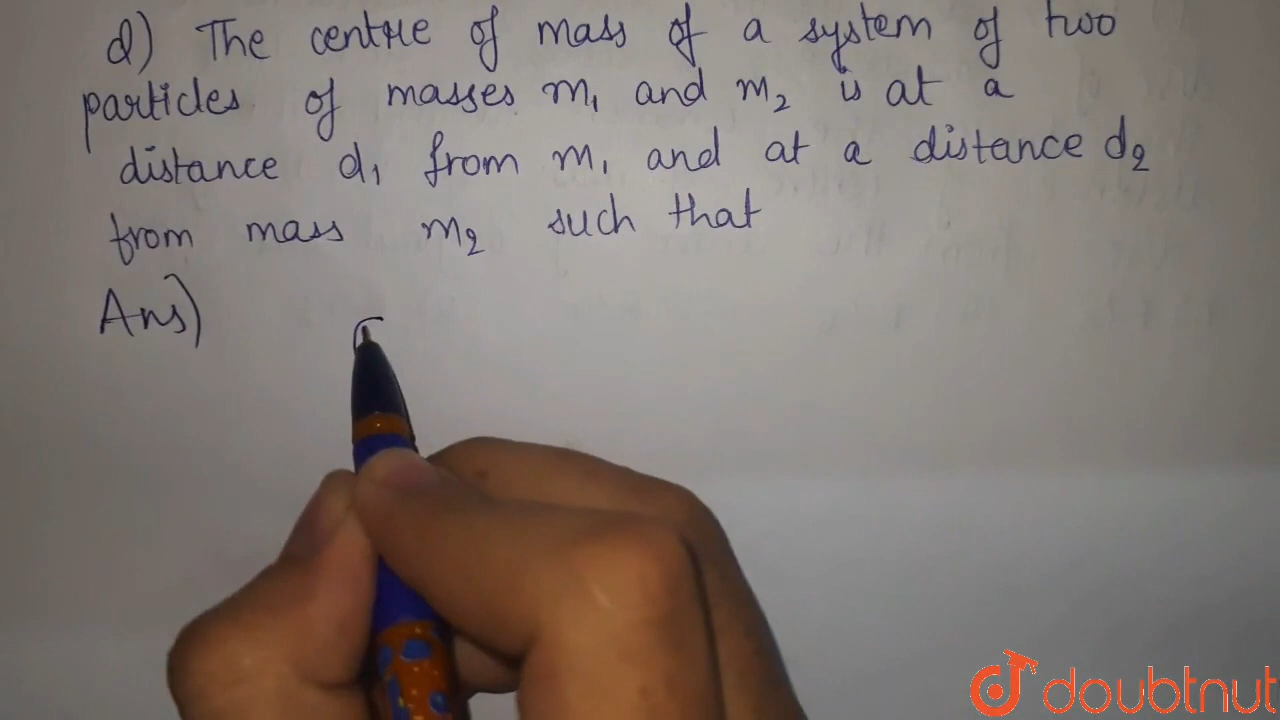 d) The centre of mass of a system of two
particles of masses m₁ and m₂ is at a
distance d₁ from m₁ and at a distance d₂
from mass m₂ such that
Ans)
doubtnut